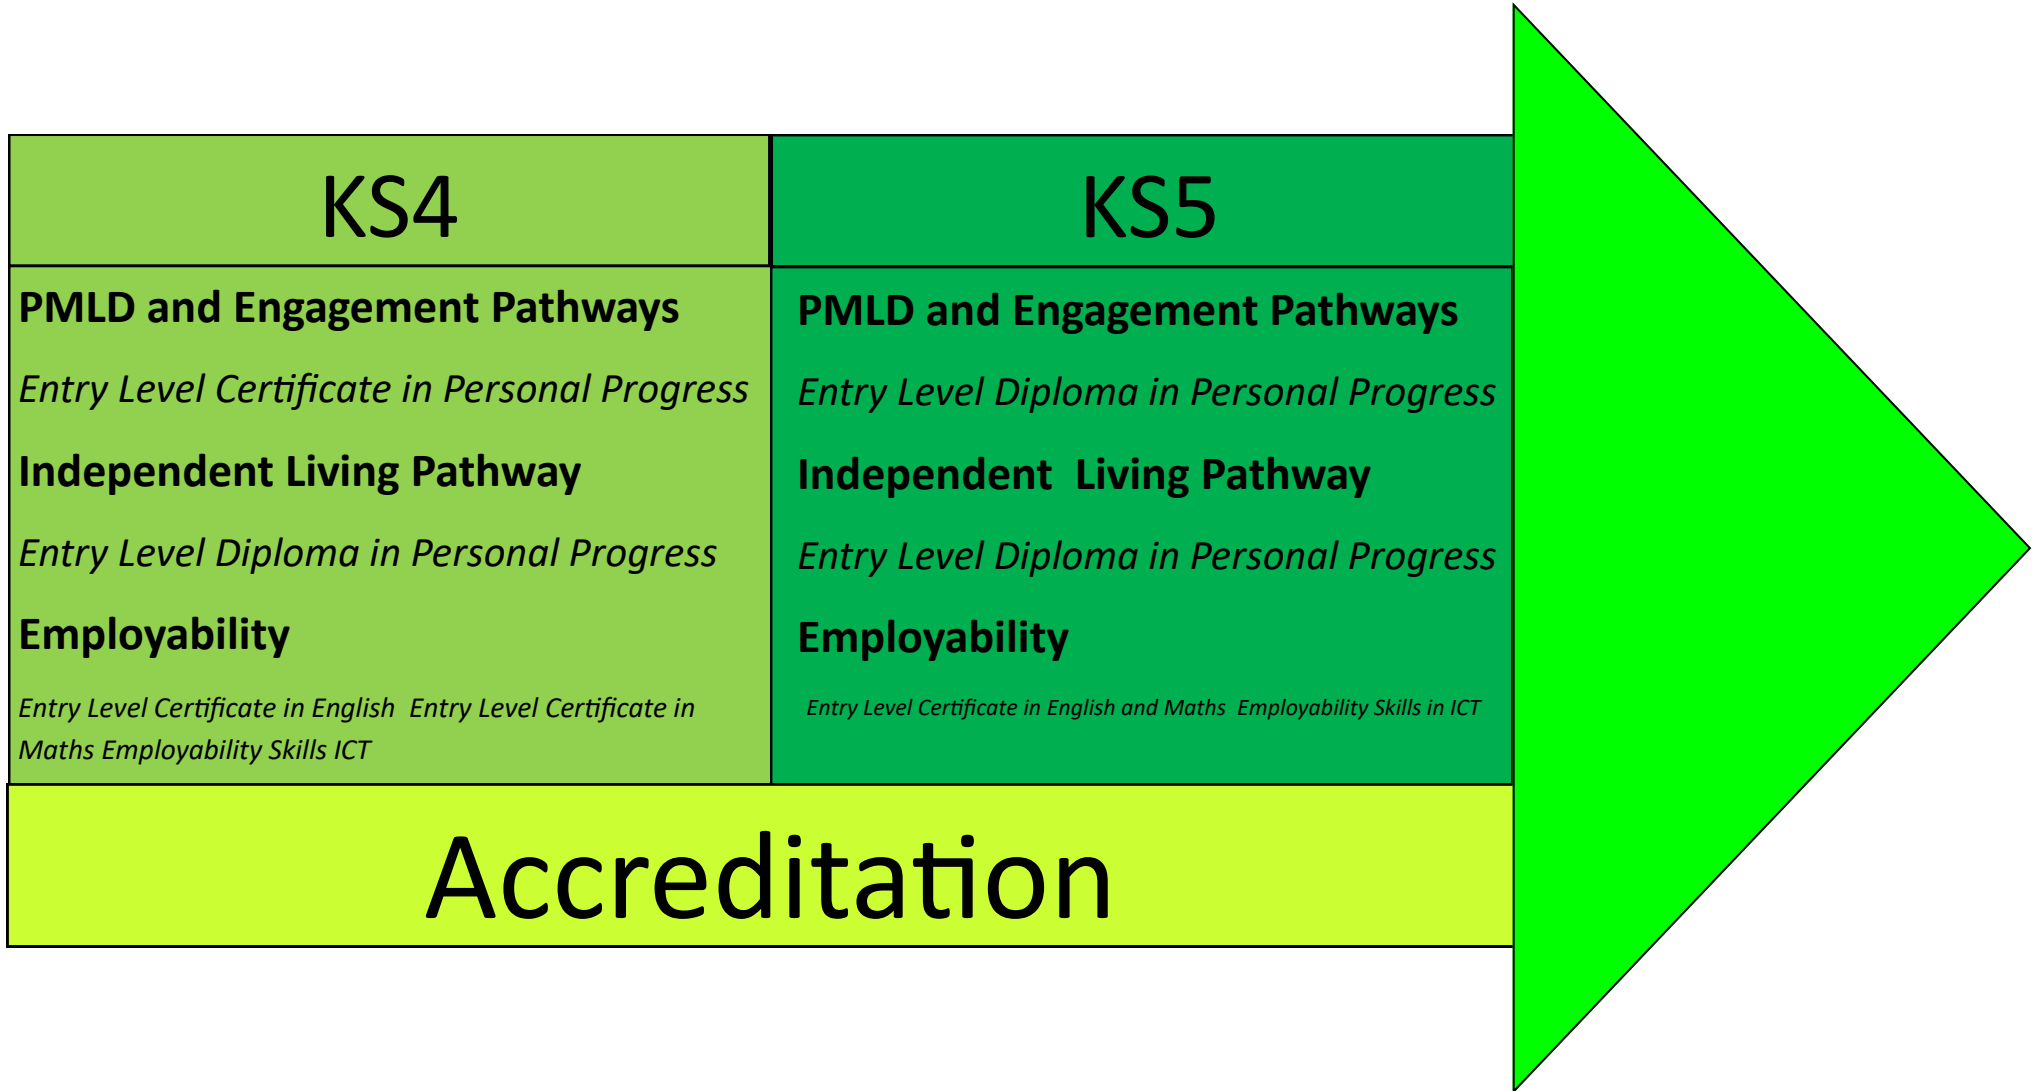 KS4
PMLD and Engagement Pathways
Entry Level Certificate in Personal Progress
Independent Living Pathway
Entry Level Diploma in Personal Progress
Employability
Entry Level Certificate in English  Entry Level Certificate in
Maths Employability Skills ICT
KS5
PMLD and Engagement Pathways
Entry Level Diploma in Personal Progress
Independent  Living Pathway
Entry Level Diploma in Personal Progress
Employability
Entry Level Certificate in English and Maths  Employability Skills in ICT
Accreditation